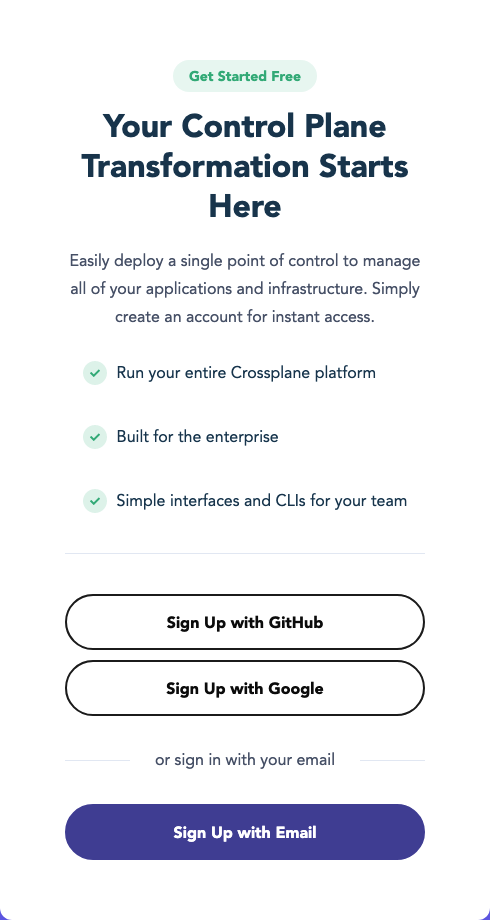 Get Started Free
Your Control Plane
Transformation Starts
Here
Easily deploy a single point of control to manage
all of your applications and infrastructure. Simply
create an account for instant access.
Run your entire Crossplane platform
Built for the enterprise
Simple interfaces and CLIs for your team
Sign Up with GitHub
Sign Up with Google
or sign in with your email
Sign Up with Email